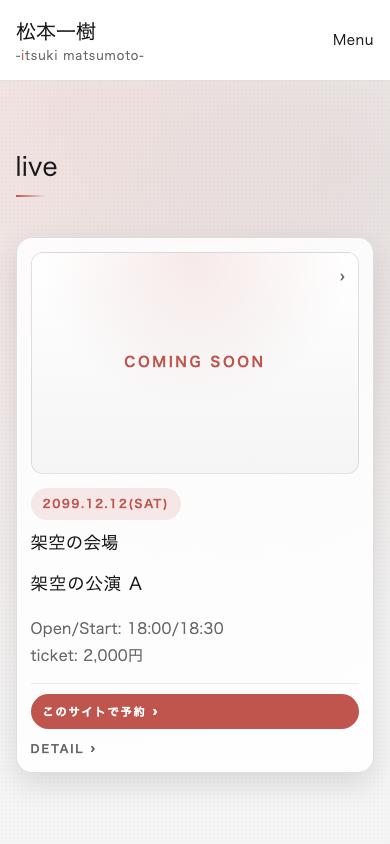 松本一樹
-itsuki matsumoto-
Menu
live
›
COMING SOON
2099.12.12(SAT)
架空の会場
架空の公演 A
Open/Start: 18:00/18:30
ticket: 2,000円
このサイトで予約 ›
DETAIL ›